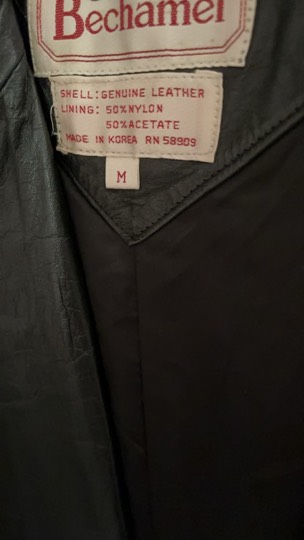 Bechamel
SHELL: GENUINE LEATHER
LINING: 50% NYLON
50% ACETATE
MADE IN KOREA RN 58909
M